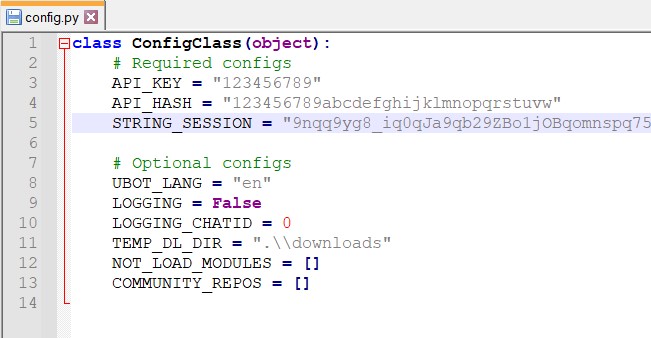 config.py
1 class ConfigClass(object):
2 # Required configs
3 API_KEY = "123456789"
4 API_HASH = "123456789abcdefghijklmnopqrstuvw"
5 STRING_SESSION = "9nqq9yg8_iq0qJa9qb29ZBo1jOBqomnspq75
6
7 # Optional configs
8 UBOT_LANG = "en"
9 LOGGING = False
10 LOGGING_CHATID = 0
11 TEMP_DL_DIR = ".\\downloads"
12 NOT_LOAD_MODULES = []
13 COMMUNITY_REPOS = []
14